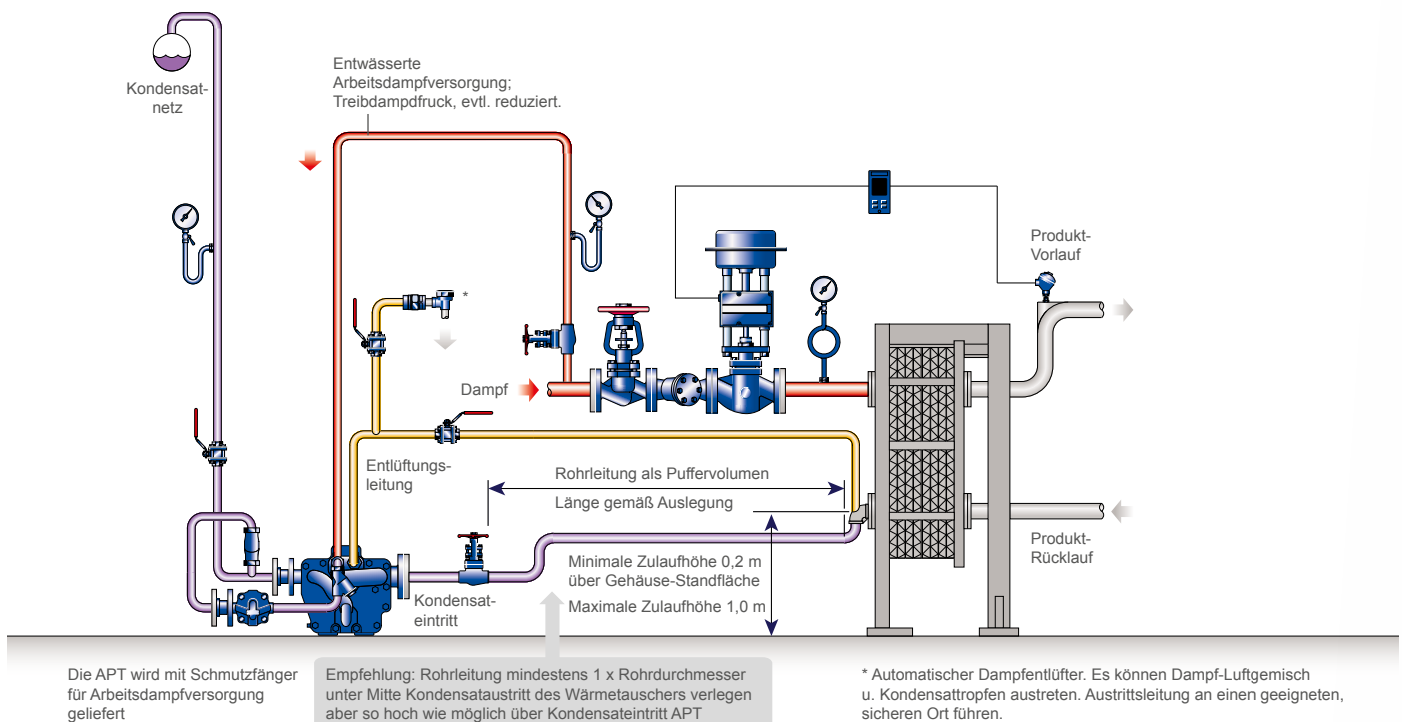 Kondensat-
netz
Entwässerte
Arbeitsdampfversorgung;
Treibdampdfruck, evtl. reduziert.
Produkt-
Vorlauf
*
Dampf
Entlüftungs-
leitung
Rohrleitung als Puffervolumen
Länge gemäß Auslegung
Minimale Zulaufhöhe 0,2 m
über Gehäuse-Standfläche
Maximale Zulaufhöhe 1,0 m
Produkt-
Rücklauf
Kondensat-
eintritt
Die APT wird mit Schmutzfänger
für Arbeitsdampfversorgung
geliefert
Empfehlung: Rohrleitung mindestens 1 x Rohrdurchmesser
unter Mitte Kondensataustritt des Wärmetauschers verlegen
aber so hoch wie möglich über Kondensateintritt APT
* Automatischer Dampfentlüfter. Es können Dampf-Luftgemisch
u. Kondensattropfen austreten. Austrittsleitung an einen geeigneten,
sicheren Ort führen.